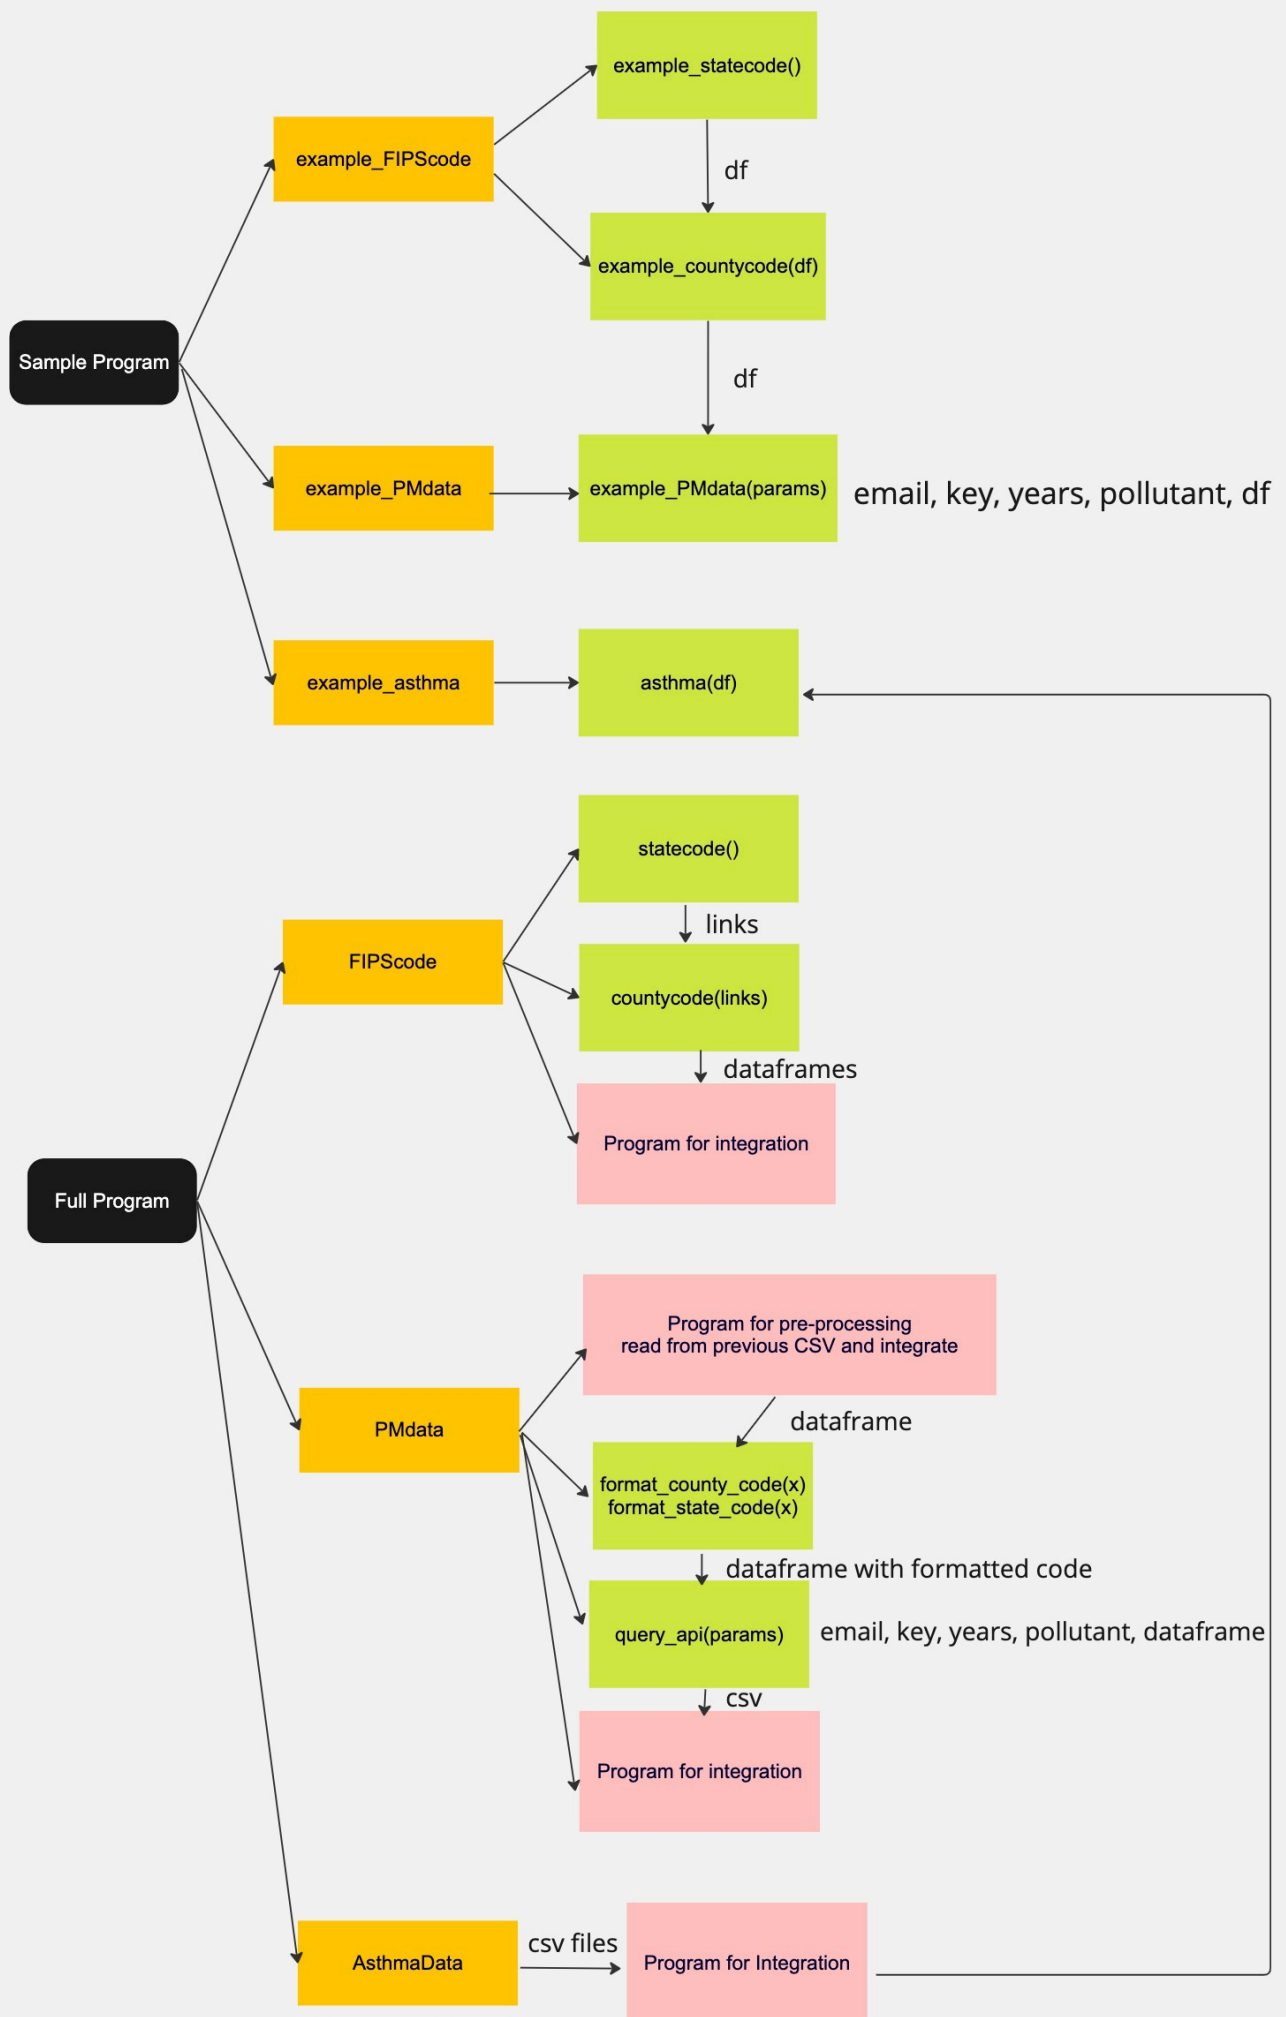 example_statecode()
example_FIPScode
df
example_countycode(df)
Sample Program
df
example_PMdata
example_PMdata(params)
email, key, years, pollutant, df
example_asthma
asthma(df)
statecode()
links
FIPScode
countycode(links)
dataframes
Program for integration
Full Program
Program for pre-processing
read from previous CSV and integrate
dataframe
PMdata
format_county_code(x)
format_state_code(x)
dataframe with formatted code
query_api(params)
email, key, years, pollutant, dataframe
csv
Program for integration
AsthmaData
csv files
Program for Integration